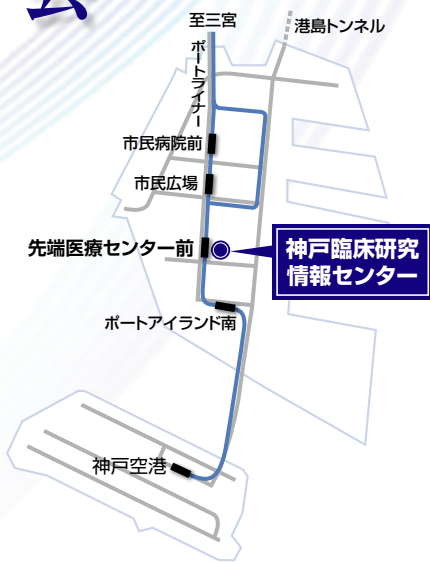 至三宮
港島トンネル
ポートライナー
市民病院前
市民広場
先端医療センター前
神戸臨床研究
情報センター
ポートアイランド南
神戸空港